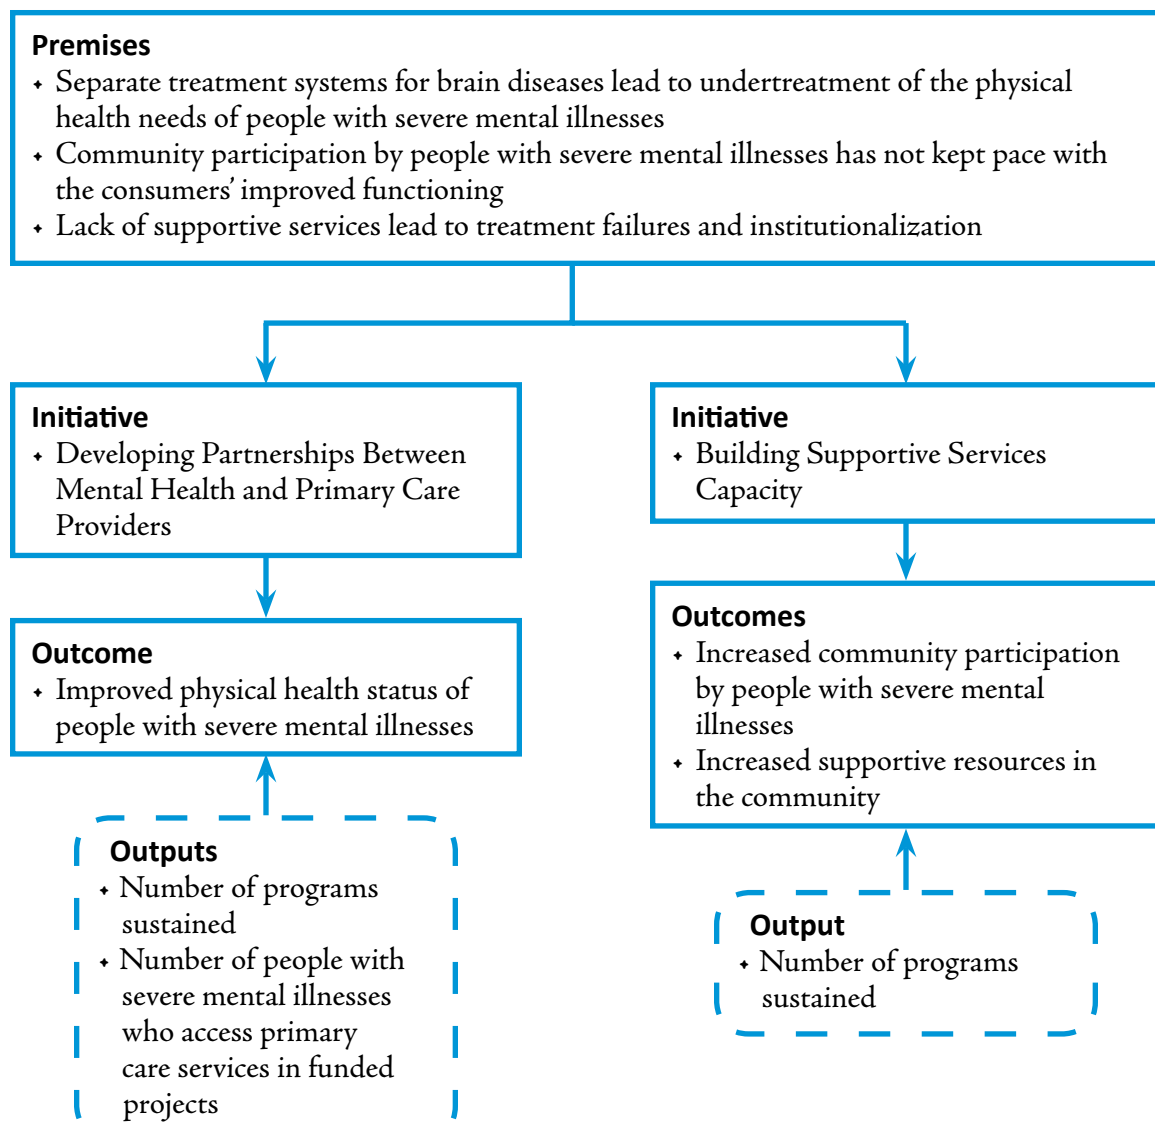 Premises
✦ Separate treatment systems for brain diseases lead to undertreatment of the physical
health needs of people with severe mental illnesses
✦ Community participation by people with severe mental illnesses has not kept pace with
the consumers’ improved functioning
✦ Lack of supportive services lead to treatment failures and institutionalization
Initiative
✦ Developing Partnerships Between
Mental Health and Primary Care
Providers
Outcome
✦ Improved physical health status of
people with severe mental illnesses
Outputs
✦ Number of programs
sustained
✦ Number of people with
severe mental illnesses
who access primary
care services in funded
projects
Initiative
✦ Building Supportive Services
Capacity
Outcomes
✦ Increased community participation
by people with severe mental
illnesses
✦ Increased supportive resources in
the community
Output
✦ Number of programs
sustained